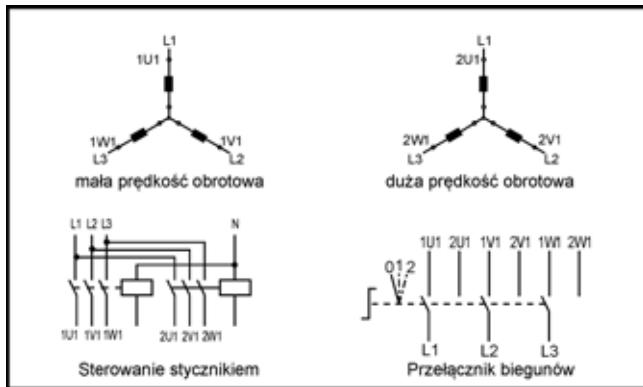 L1
1U1
1W1
1V1
L3
L2
mała prędkość obrotowa
L1
2U1
2W1
2V1
L3
L2
duża prędkość obrotowa
L1 L2 L3 N
1U1 1V1 1W1 2U1 2V1 2W1
Sterowanie stycznikiem
1U1 2U1 1V1 2V1 1W1 2W1
0 1 2
L1 L2 L3
Przełącznik biegunów